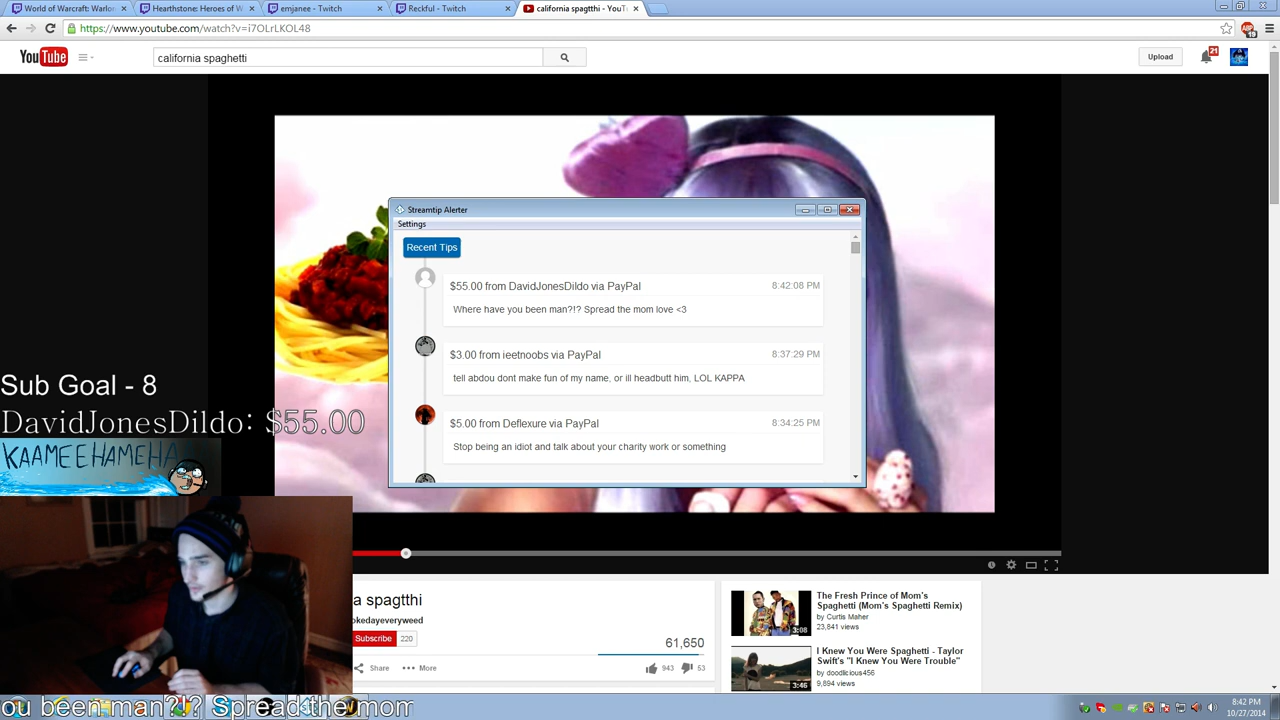 World of Warcraft: Warlon
Hearthstone: Heroes of W
emjanee - Twitch
Reckful - Twitch
california spagtthi - YouTu
https://www.youtube.com/watch?v=i7OLrLKOL48
You Tube
california spaghetti
Upload
21
Streamtip Alerter
Settings
Recent Tips
$55.00 from DavidJonesDildo via PayPal
8:42:08 PM
Where have you been man?!? Spread the mom love <3
$3.00 from ieetnoobs via PayPal
8:37:29 PM
tell abdou dont make fun of my name, or ill headbutt him, LOL KAPPA
$5.00 from Deflexure via PayPal
8:34:25 PM
Stop being an idiot and talk about your charity work or something
Sub Goal - 8
DavidJonesDildo: $55.00
KAAMEEHAMEHA
a spagtthi
okedayeveryweed
Subscribe
220
61,650
Share
More
943
53
The Fresh Prince of Mom's
Spaghetti (Mom's Spaghetti Remix)
by Curtis Maher
23,841 views
3:08
I Knew You Were Spaghetti - Taylor
Swift's "I Knew You Were Trouble"
by doodlicious456
9,894 views
3:46
ou been man?!? Spread the mom
8:42 PM
10/27/2014